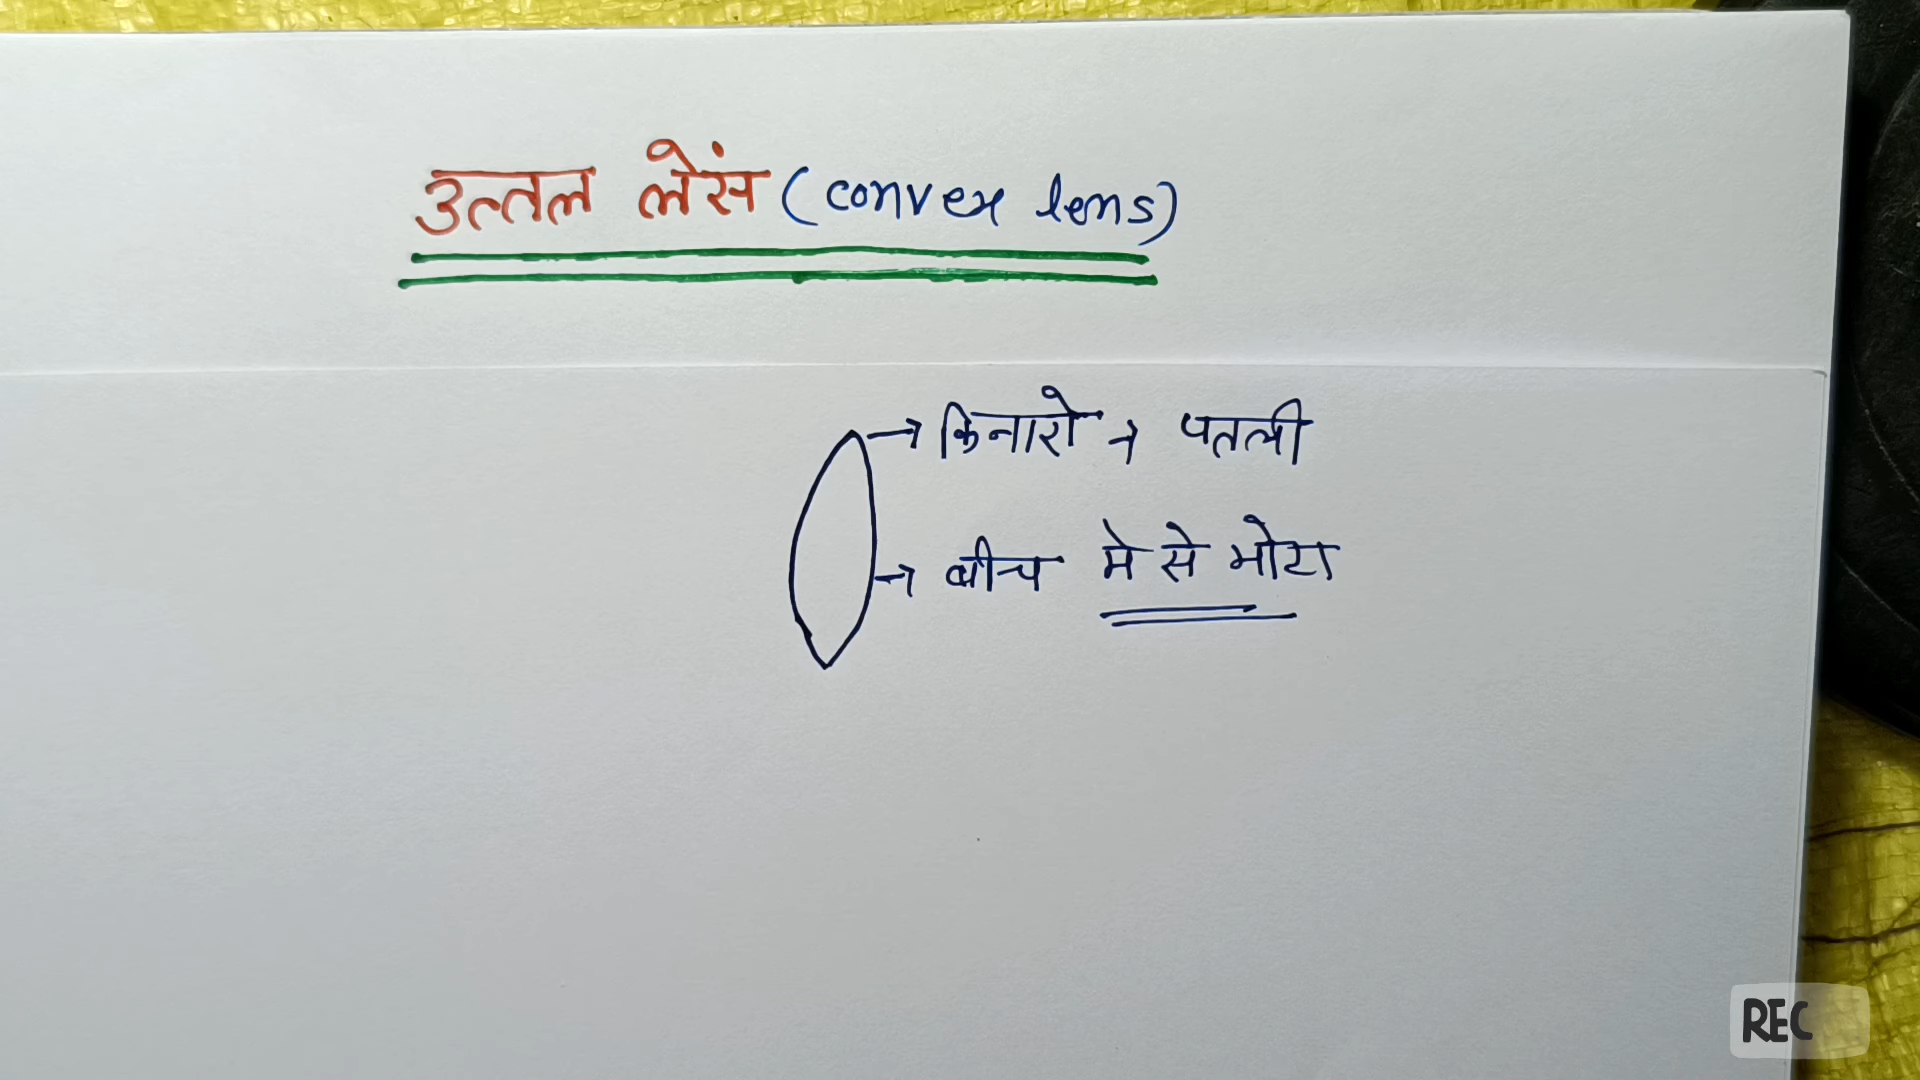 उत्तल लेंस (convex lens)
→ किनारो → पतली
→ बीच मे से मोटा
REC